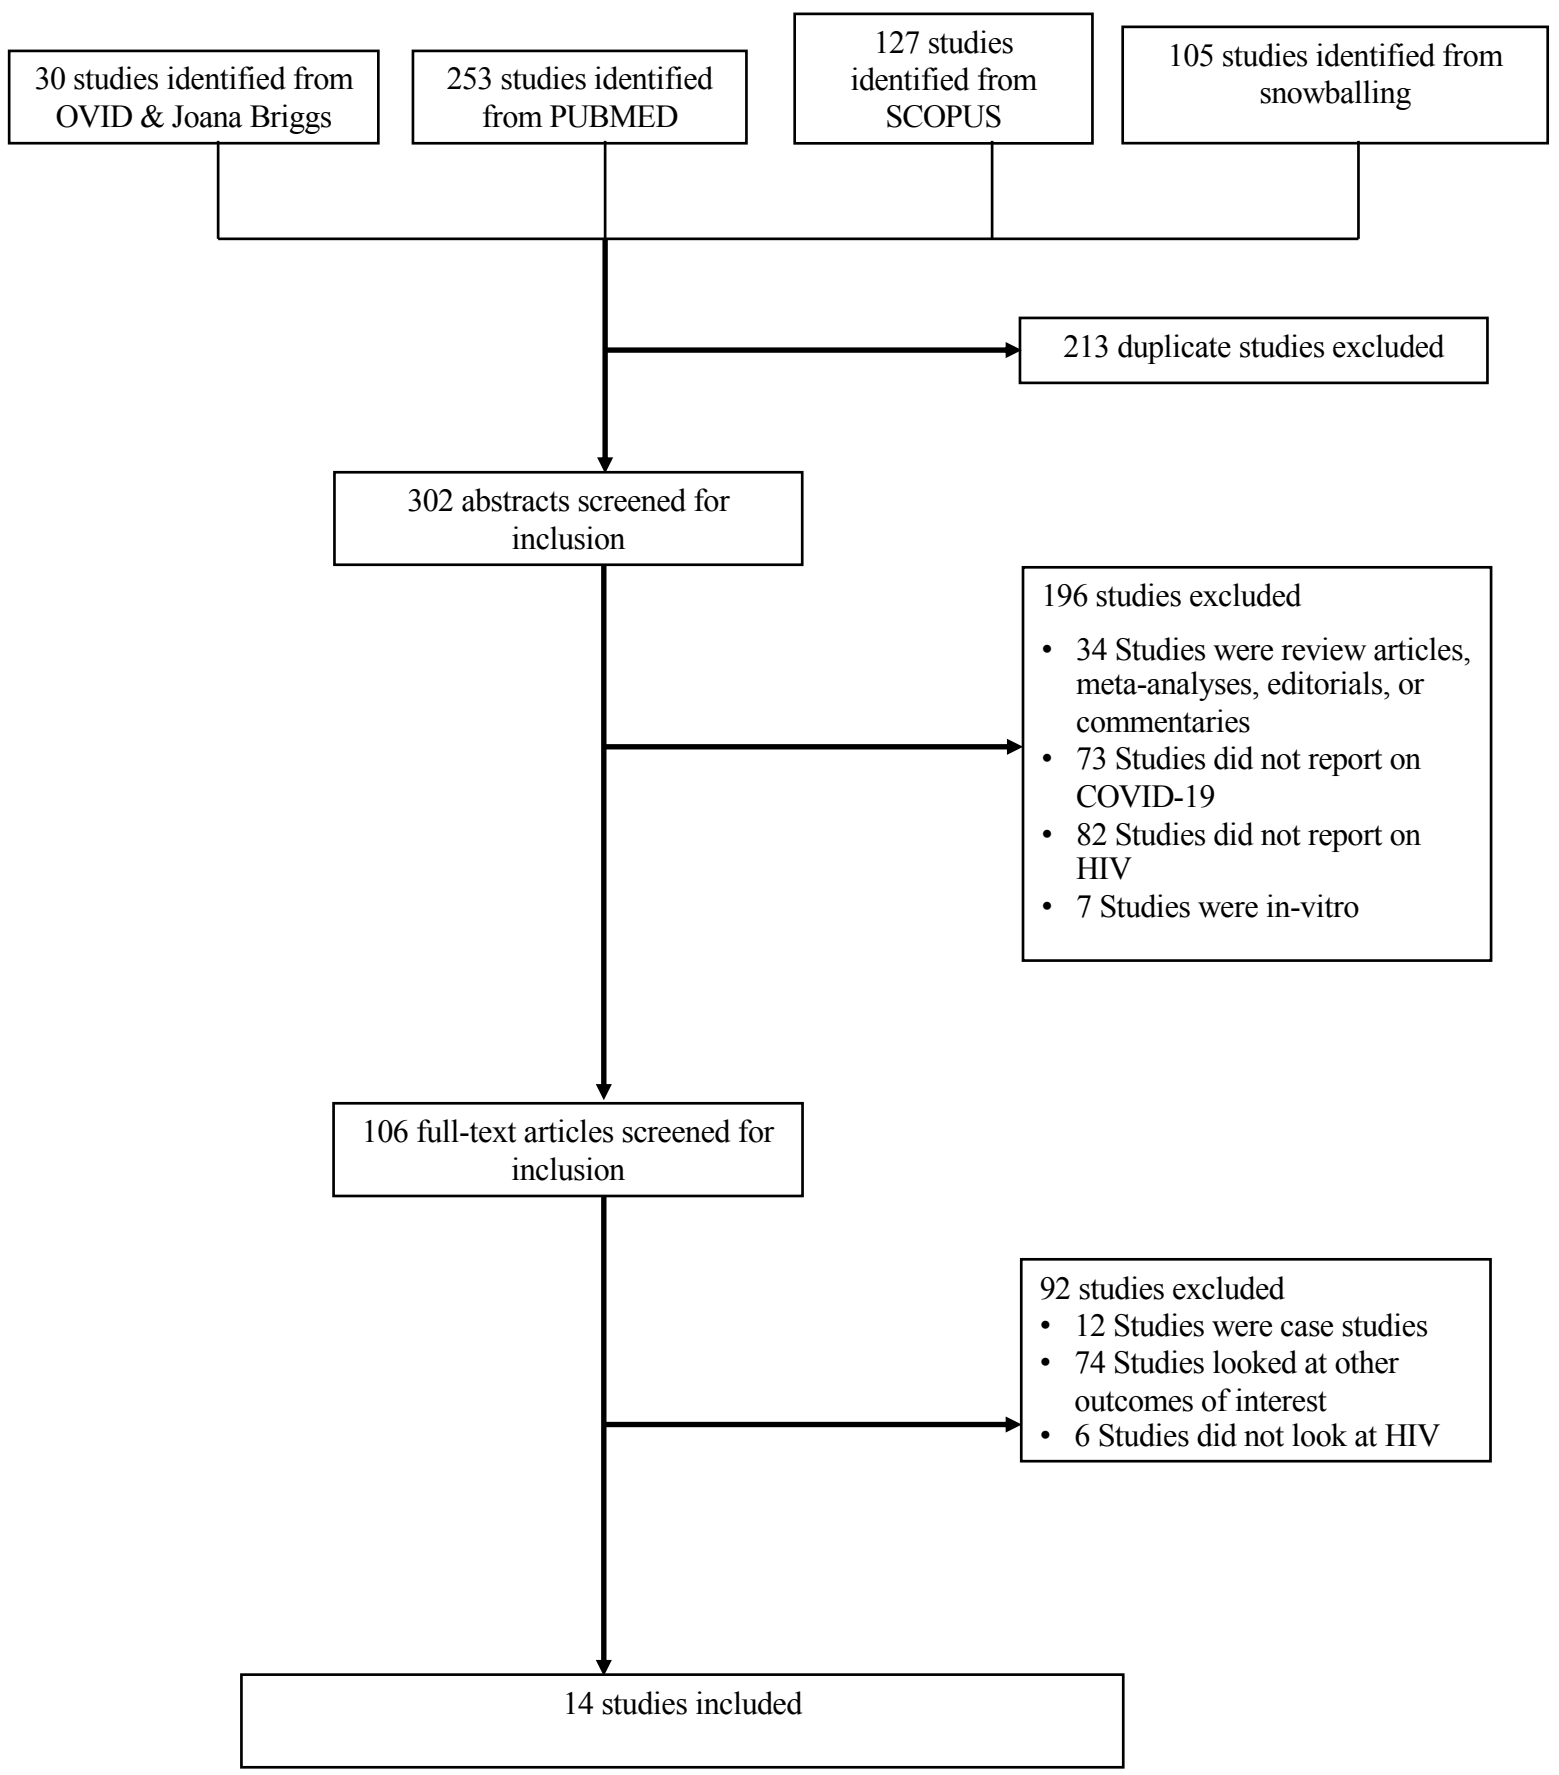 30 studies identified from
OVID & Joana Briggs
253 studies identified
from PUBMED
127 studies
identified from
SCOPUS
105 studies identified from
snowballing
213 duplicate studies excluded
302 abstracts screened for
inclusion
196 studies excluded
• 34 Studies were review articles,
meta-analyses, editorials, or
commentaries
• 73 Studies did not report on
COVID-19
• 82 Studies did not report on
HIV
• 7 Studies were in-vitro
106 full-text articles screened for
inclusion
92 studies excluded
• 12 Studies were case studies
• 74 Studies looked at other
outcomes of interest
• 6 Studies did not look at HIV
14 studies included